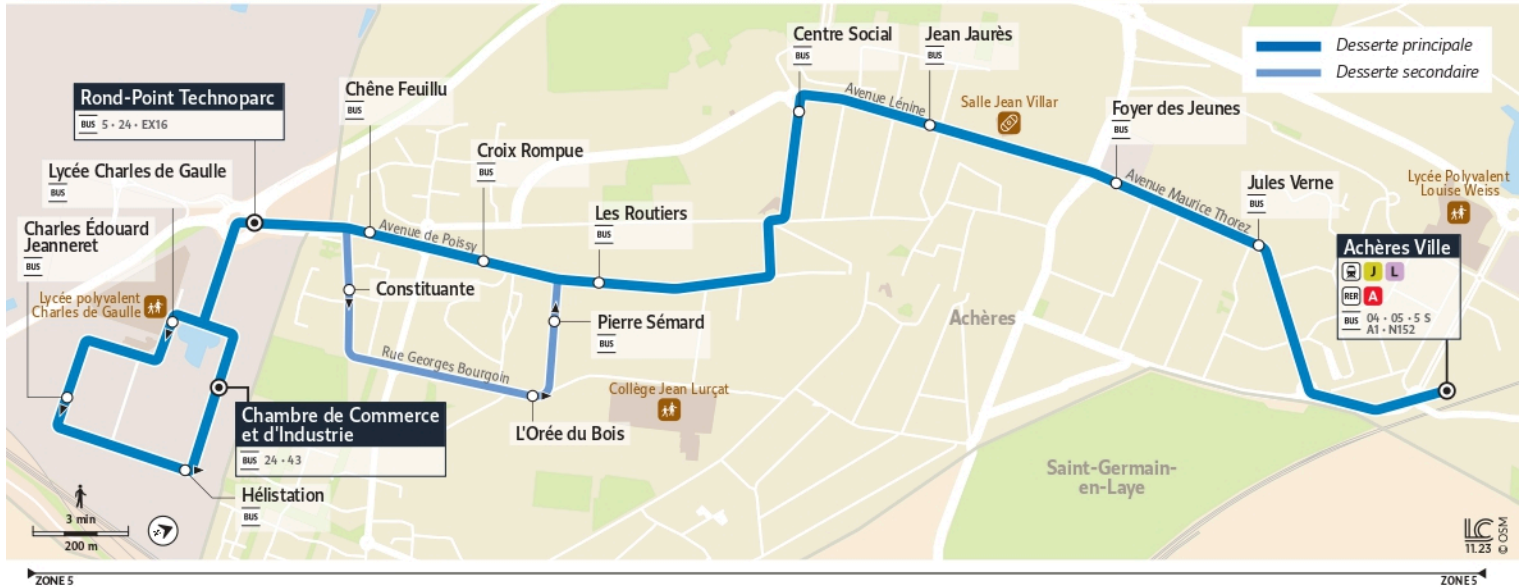 Desserte principale
Desserte secondaire
Rond-Point Technoparc
BUS 5 · 24 · EX16
Lycée Charles de Gaulle
BUS
Charles Édouard
Jeanneret
BUS
Lycée polyvalent
Charles de Gaulle
Chambre de Commerce
et d'Industrie
BUS 24 · 43
Hélistation
BUS
Chêne Feuillu
BUS
Avenue de Poissy
Croix Rompue
BUS
Les Routiers
BUS
Constituante
Rue Georges Bourgoin
L'Orée du Bois
Pierre Sémard
BUS
Collège Jean Lurçat
Centre Social
BUS
Avenue Lénine
Jean Jaurès
BUS
Salle Jean Villar
Foyer des Jeunes
BUS
Avenue Maurice Thorez
Jules Verne
BUS
Lycée Polyvalent
Louise Weiss
Achères Ville
J L
RER A
BUS 04 · 05 · 5 S
A1 · N152
Achères
Saint-Germain-
en-Laye
3 min
200 m
LC
11.23
© OSM
ZONE 5
ZONE 5